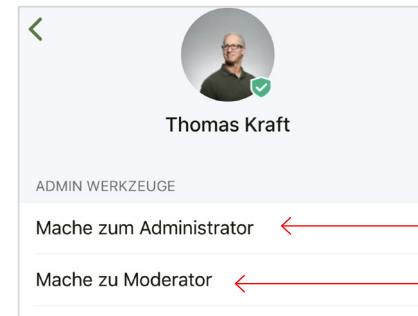 Thomas Kraft
ADMIN WERKZEUGE
Mache zum Administrator
Mache zu Moderator